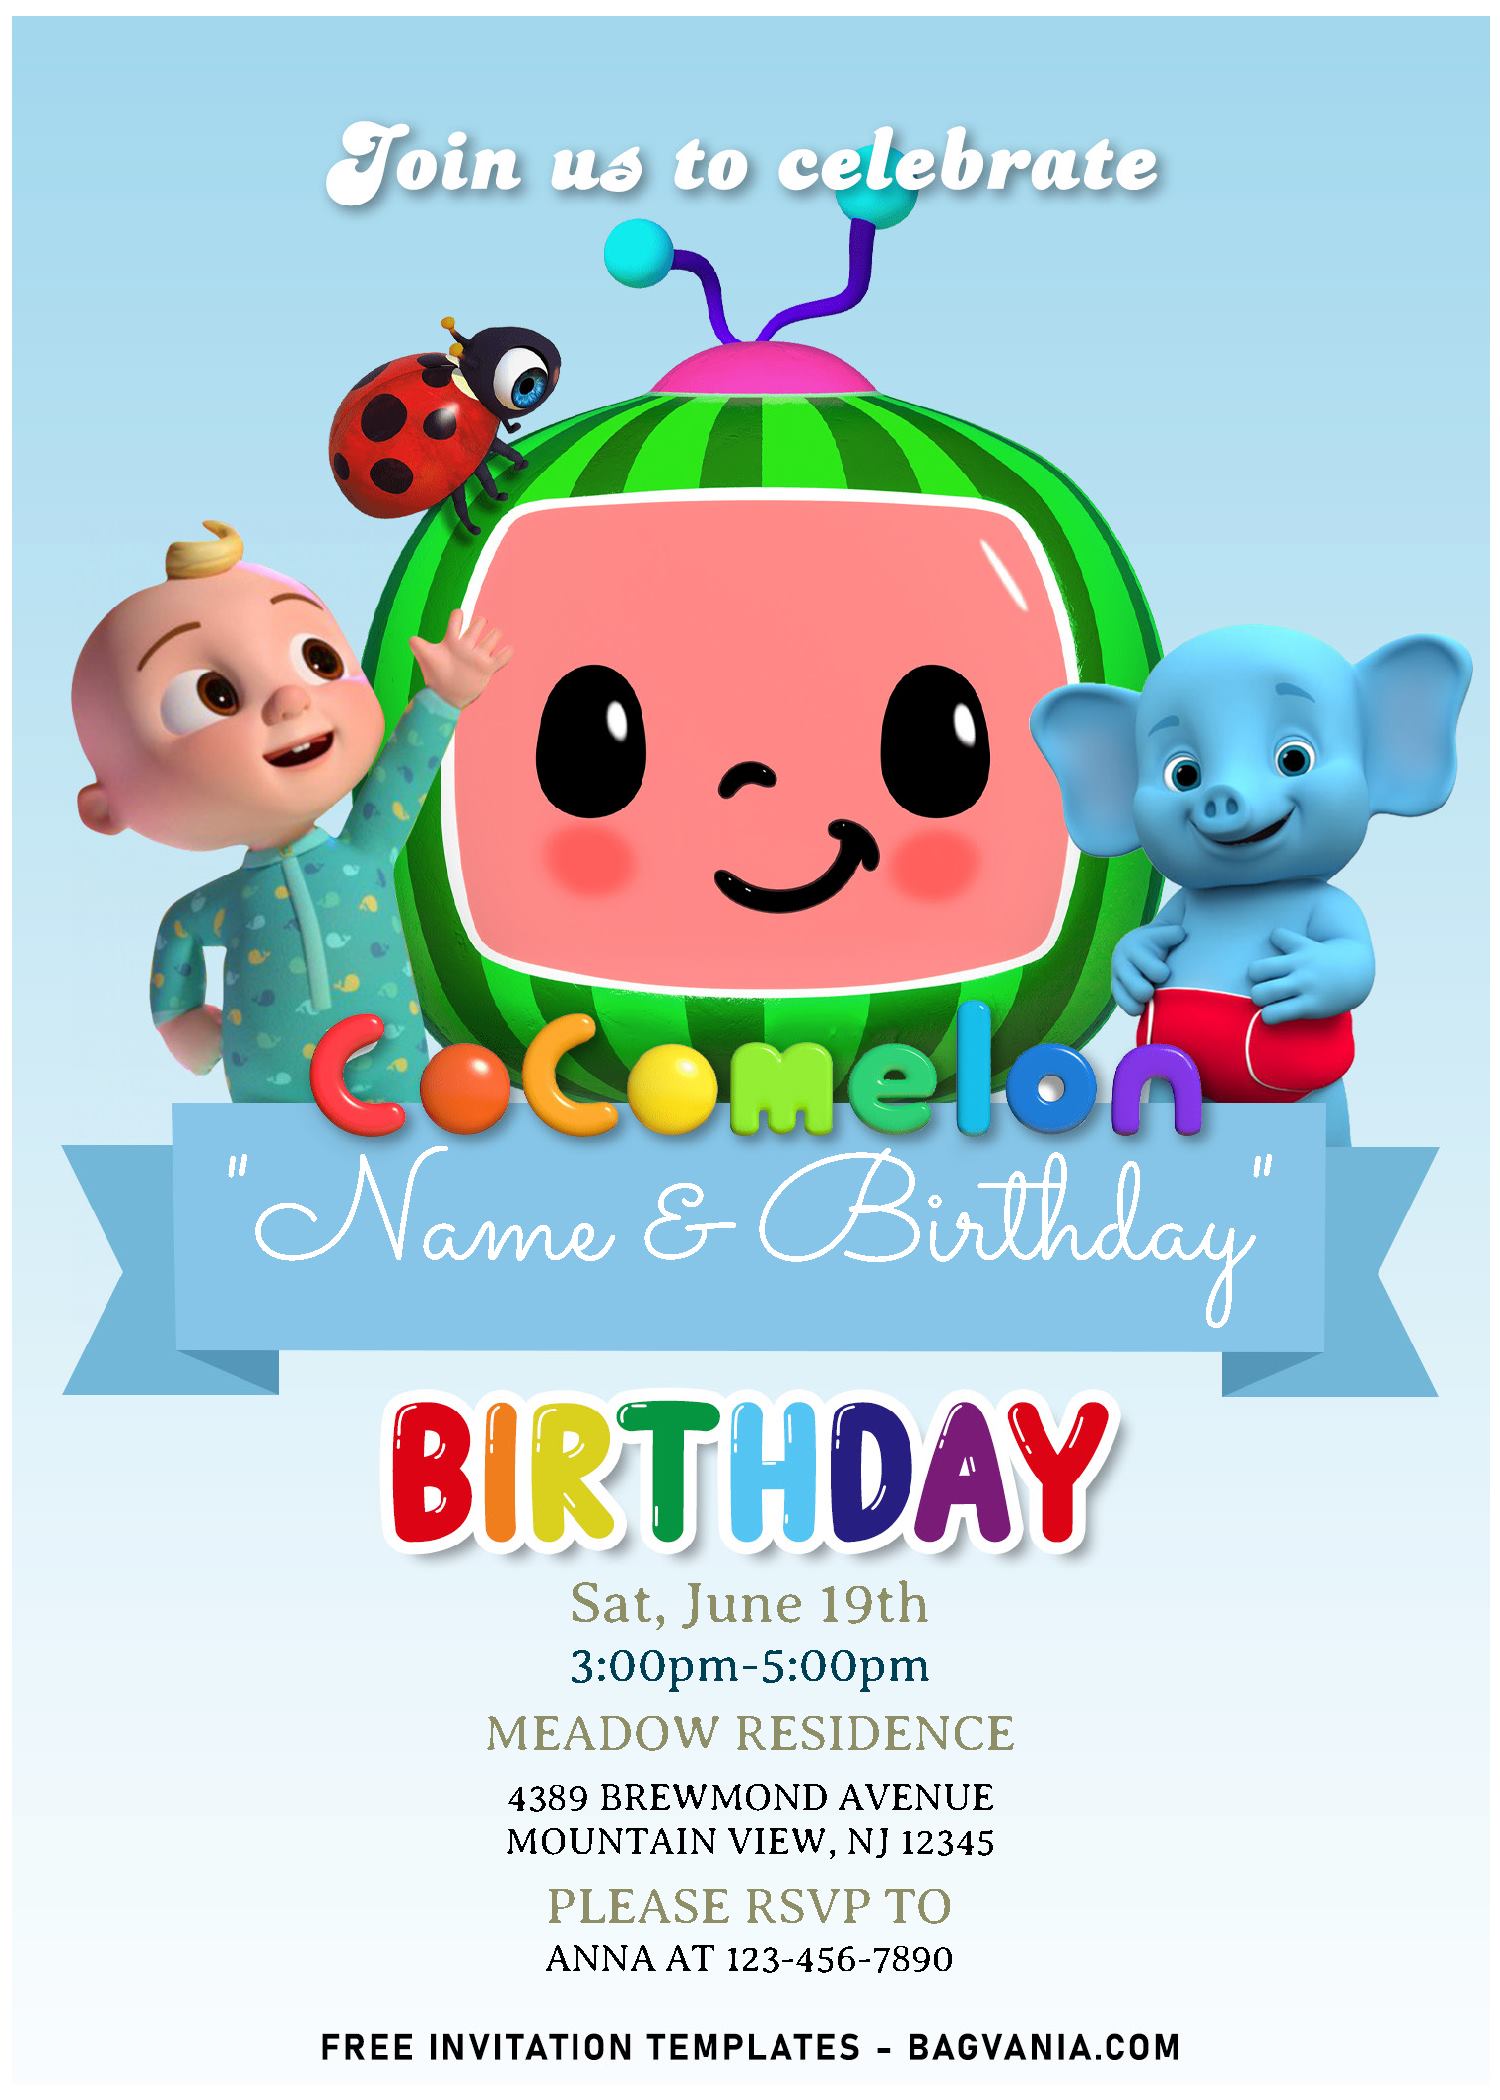 Join us to celebrate
CoComelon
"Name & Birthday"
BIRTHDAY
Sat, June 19th
3:00pm-5:00pm
MEADOW RESIDENCE
4389 BREWMOND AVENUE
MOUNTAIN VIEW, NJ 12345
PLEASE RSVP TO
ANNA AT 123-456-7890
FREE INVITATION TEMPLATES - BAGVANIA.COM